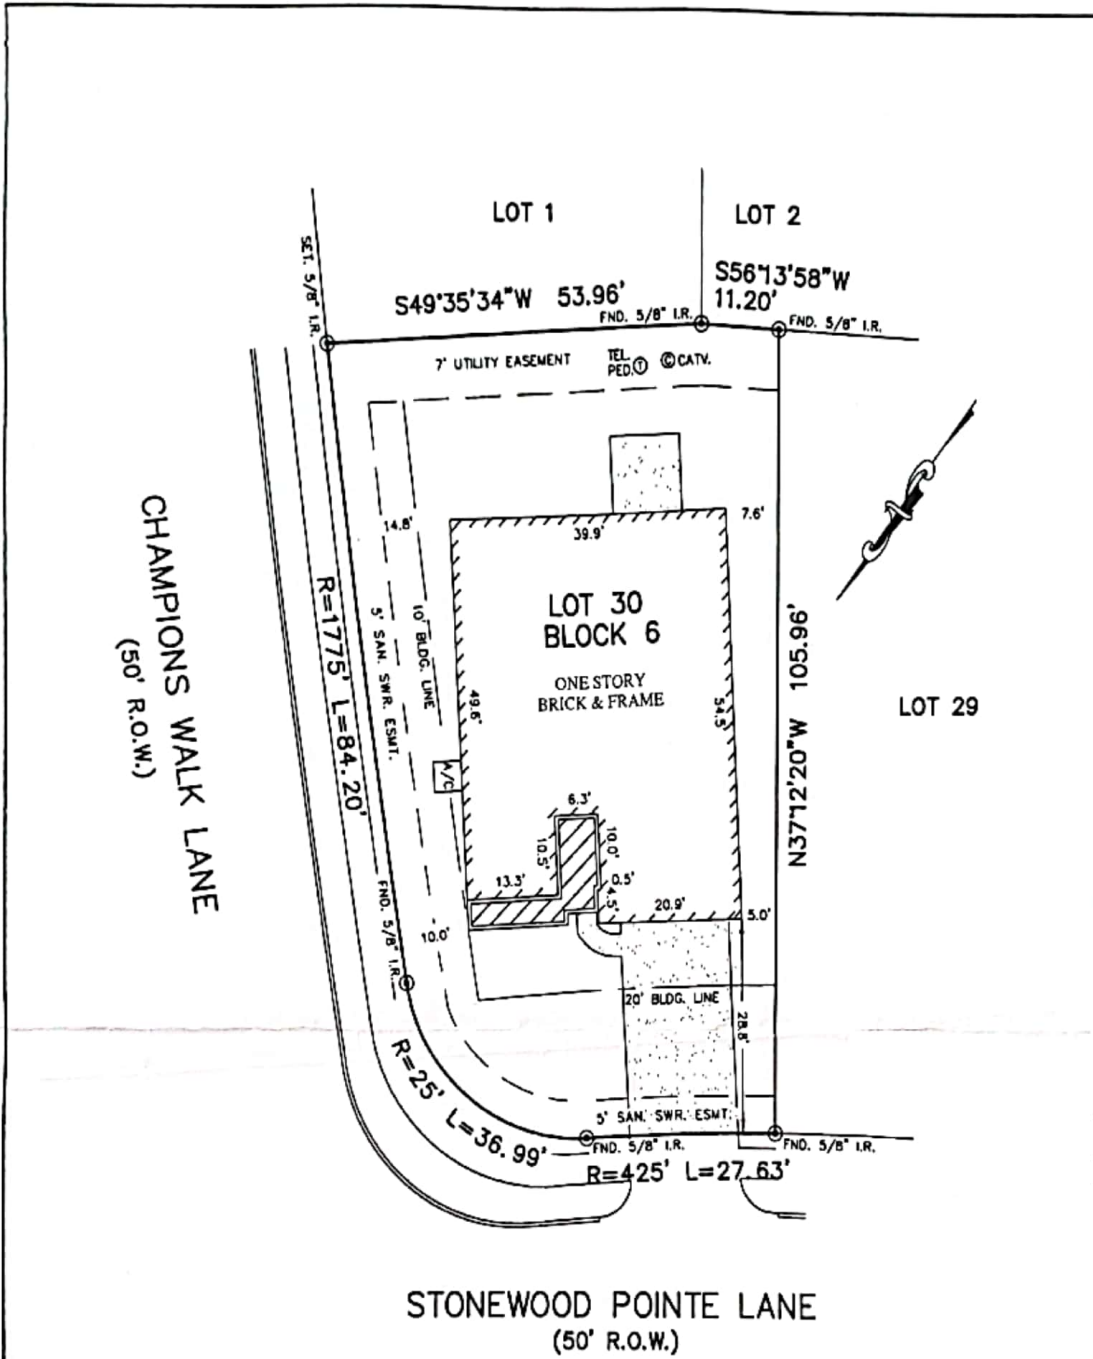 LOT 1
LOT 2
SET. 5/8" I.R.
S49°35'34"W 53.96'
S56°13'58"W
11.20'
FND. 5/8" I.R.
FND. 5/8" I.R.
7' UTILITY EASEMENT
TEL.
PED. T
C CATV.
14.8'
39.9'
7.6'
CHAMPIONS WALK LANE
(50' R.O.W.)
R=1775' L=84.20'
5' SAN. SWR. ESMT.
10' BLDG. LINE
LOT 30
BLOCK 6
ONE STORY
BRICK & FRAME
49.6'
54.5'
N37°12'20"W 105.96'
LOT 29
A/C
6.3'
10.5'
10.0'
13.3'
0.5'
4.5'
20.9'
5.0'
FND. 5/8" I.R.
10.0'
20' BLDG. LINE
28.8'
R=25' L=36.99'
5' SAN. SWR. ESMT.
FND. 5/8" I.R.
FND. 5/8" I.R.
R=425' L=27.63'
STONEWOOD POINTE LANE
(50' R.O.W.)